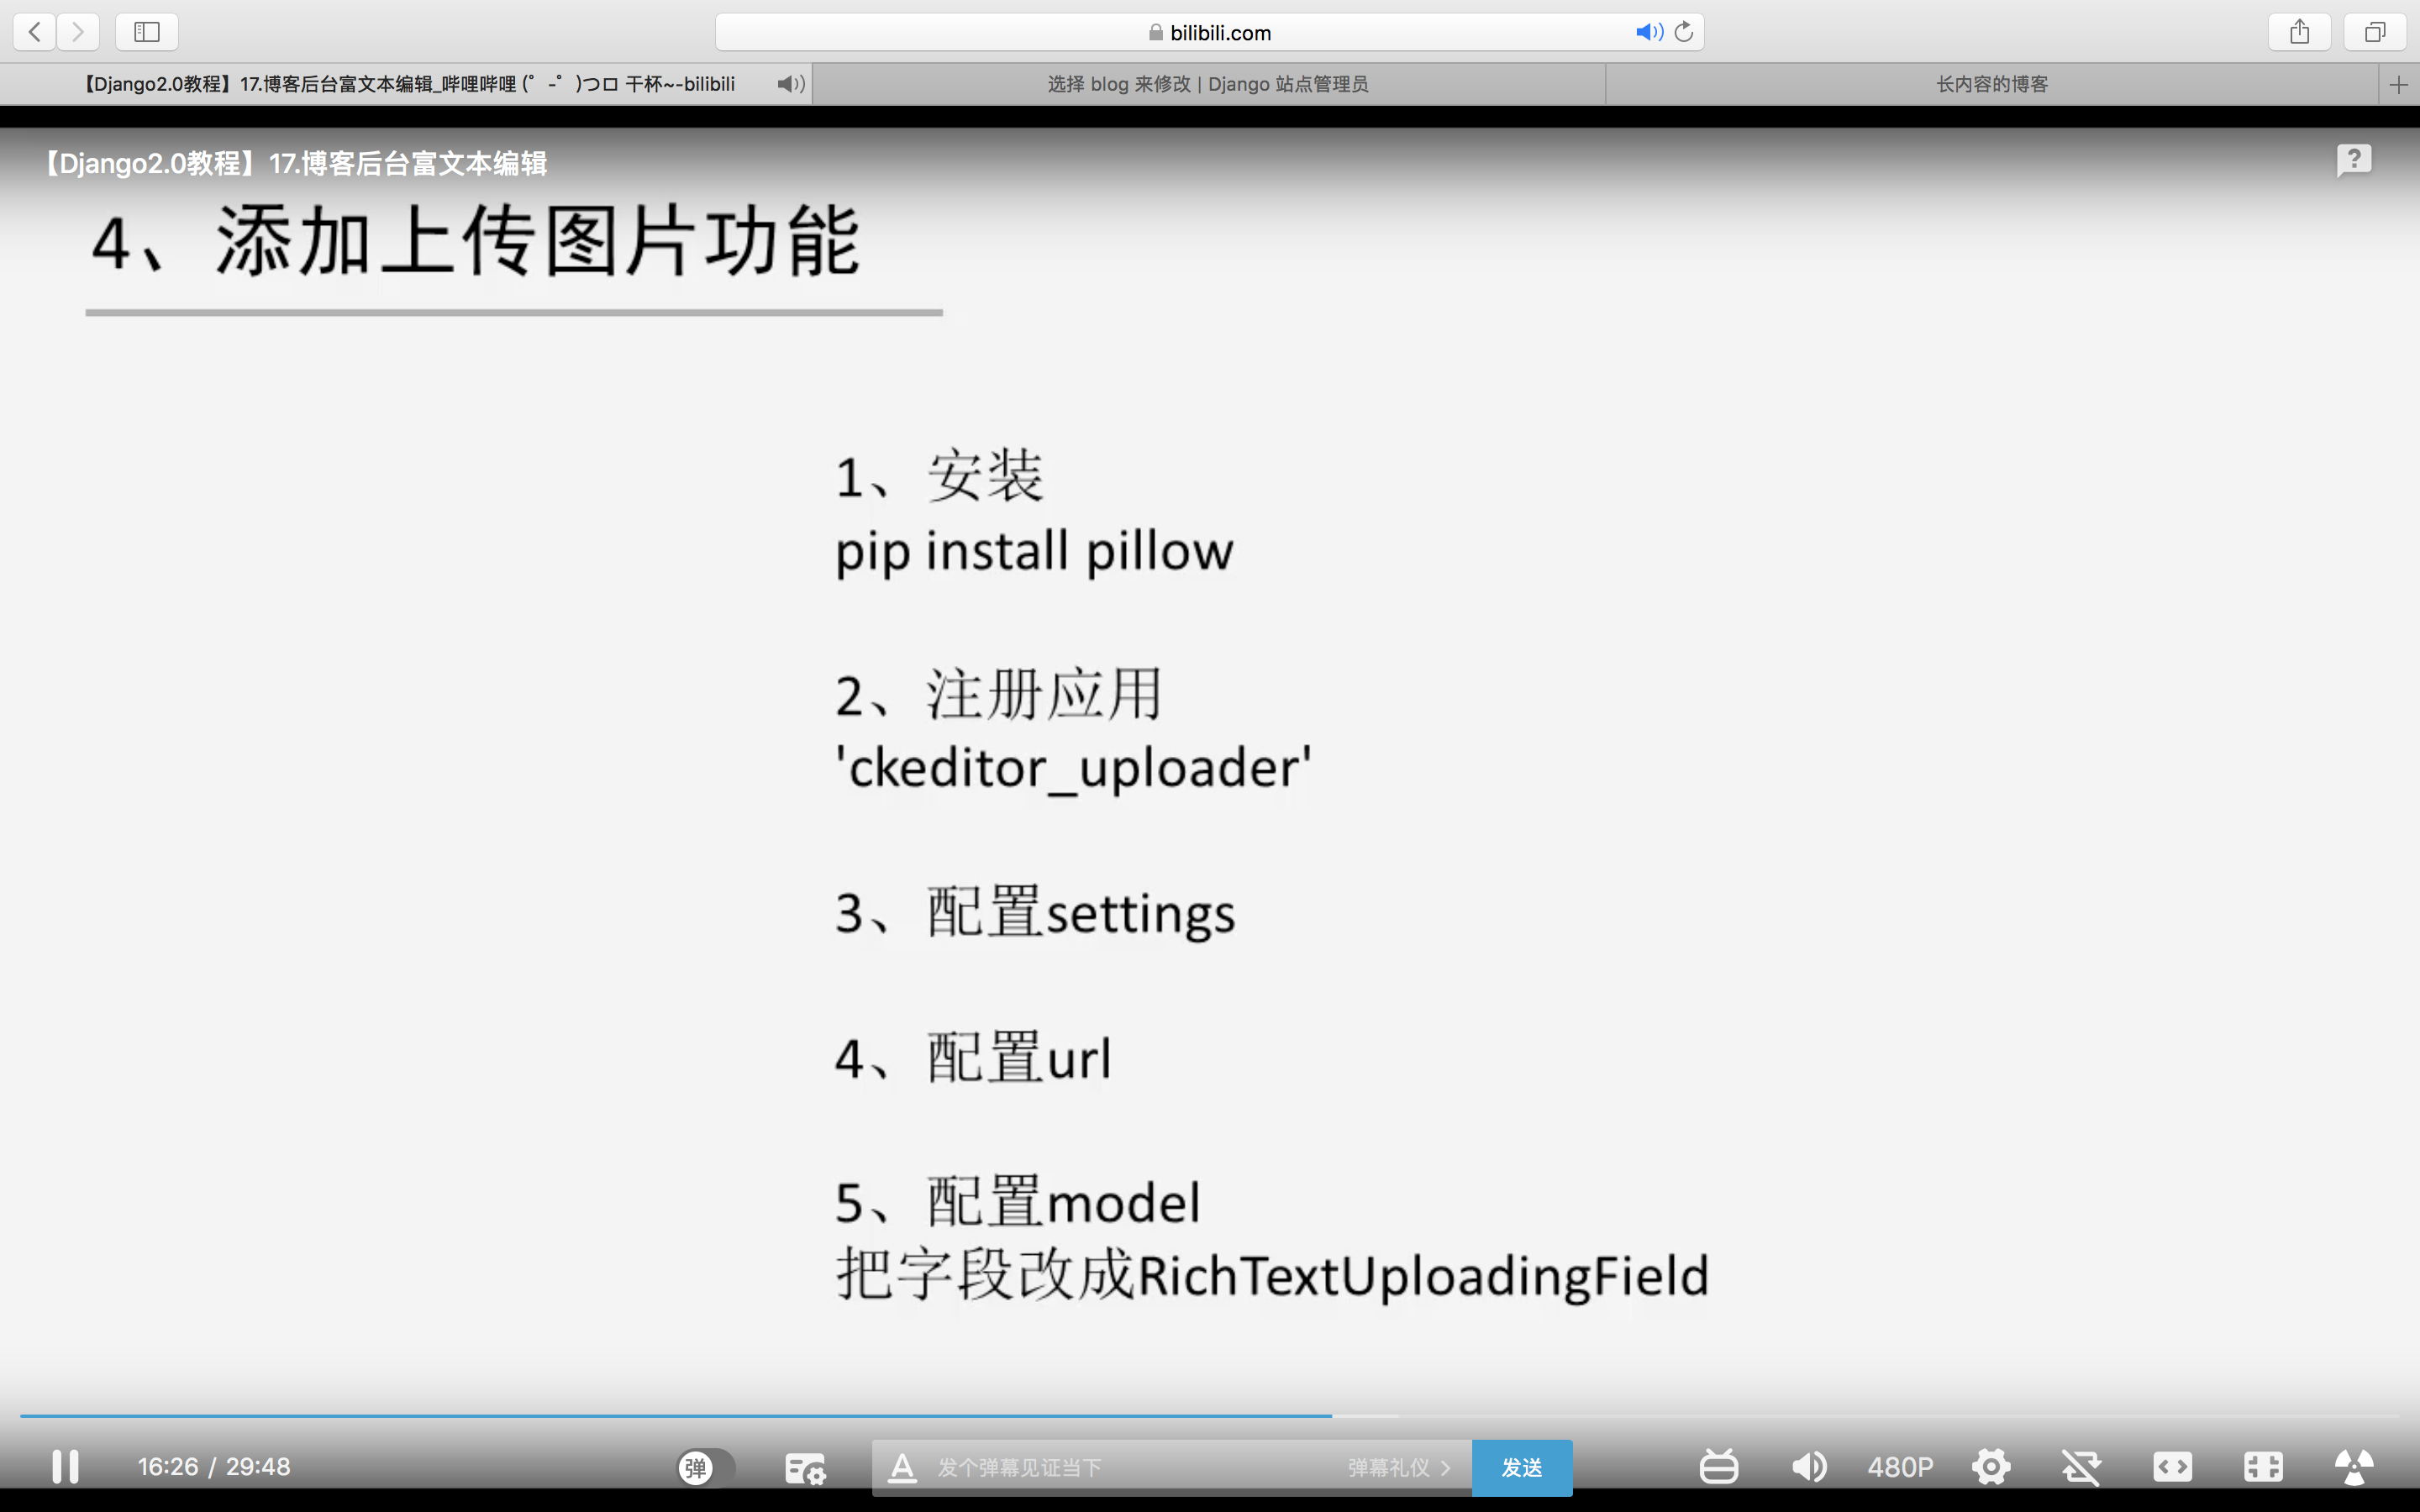 bilibili.com
【Django2.0教程】17.博客后台富文本编辑_哔哩哔哩 (゜-゜)つロ 干杯~-bilibili
选择 blog 来修改 | Django 站点管理员
长内容的博客
【Django2.0教程】17.博客后台富文本编辑
4、添加上传图片功能
1、安装
pip install pillow
2、注册应用
'ckeditor_uploader'
3、配置settings
4、配置url
5、配置model
把字段改成RichTextUploadingField
16:26 / 29:48
弹
A 发个弹幕见证当下
弹幕礼仪 >
发送
480P